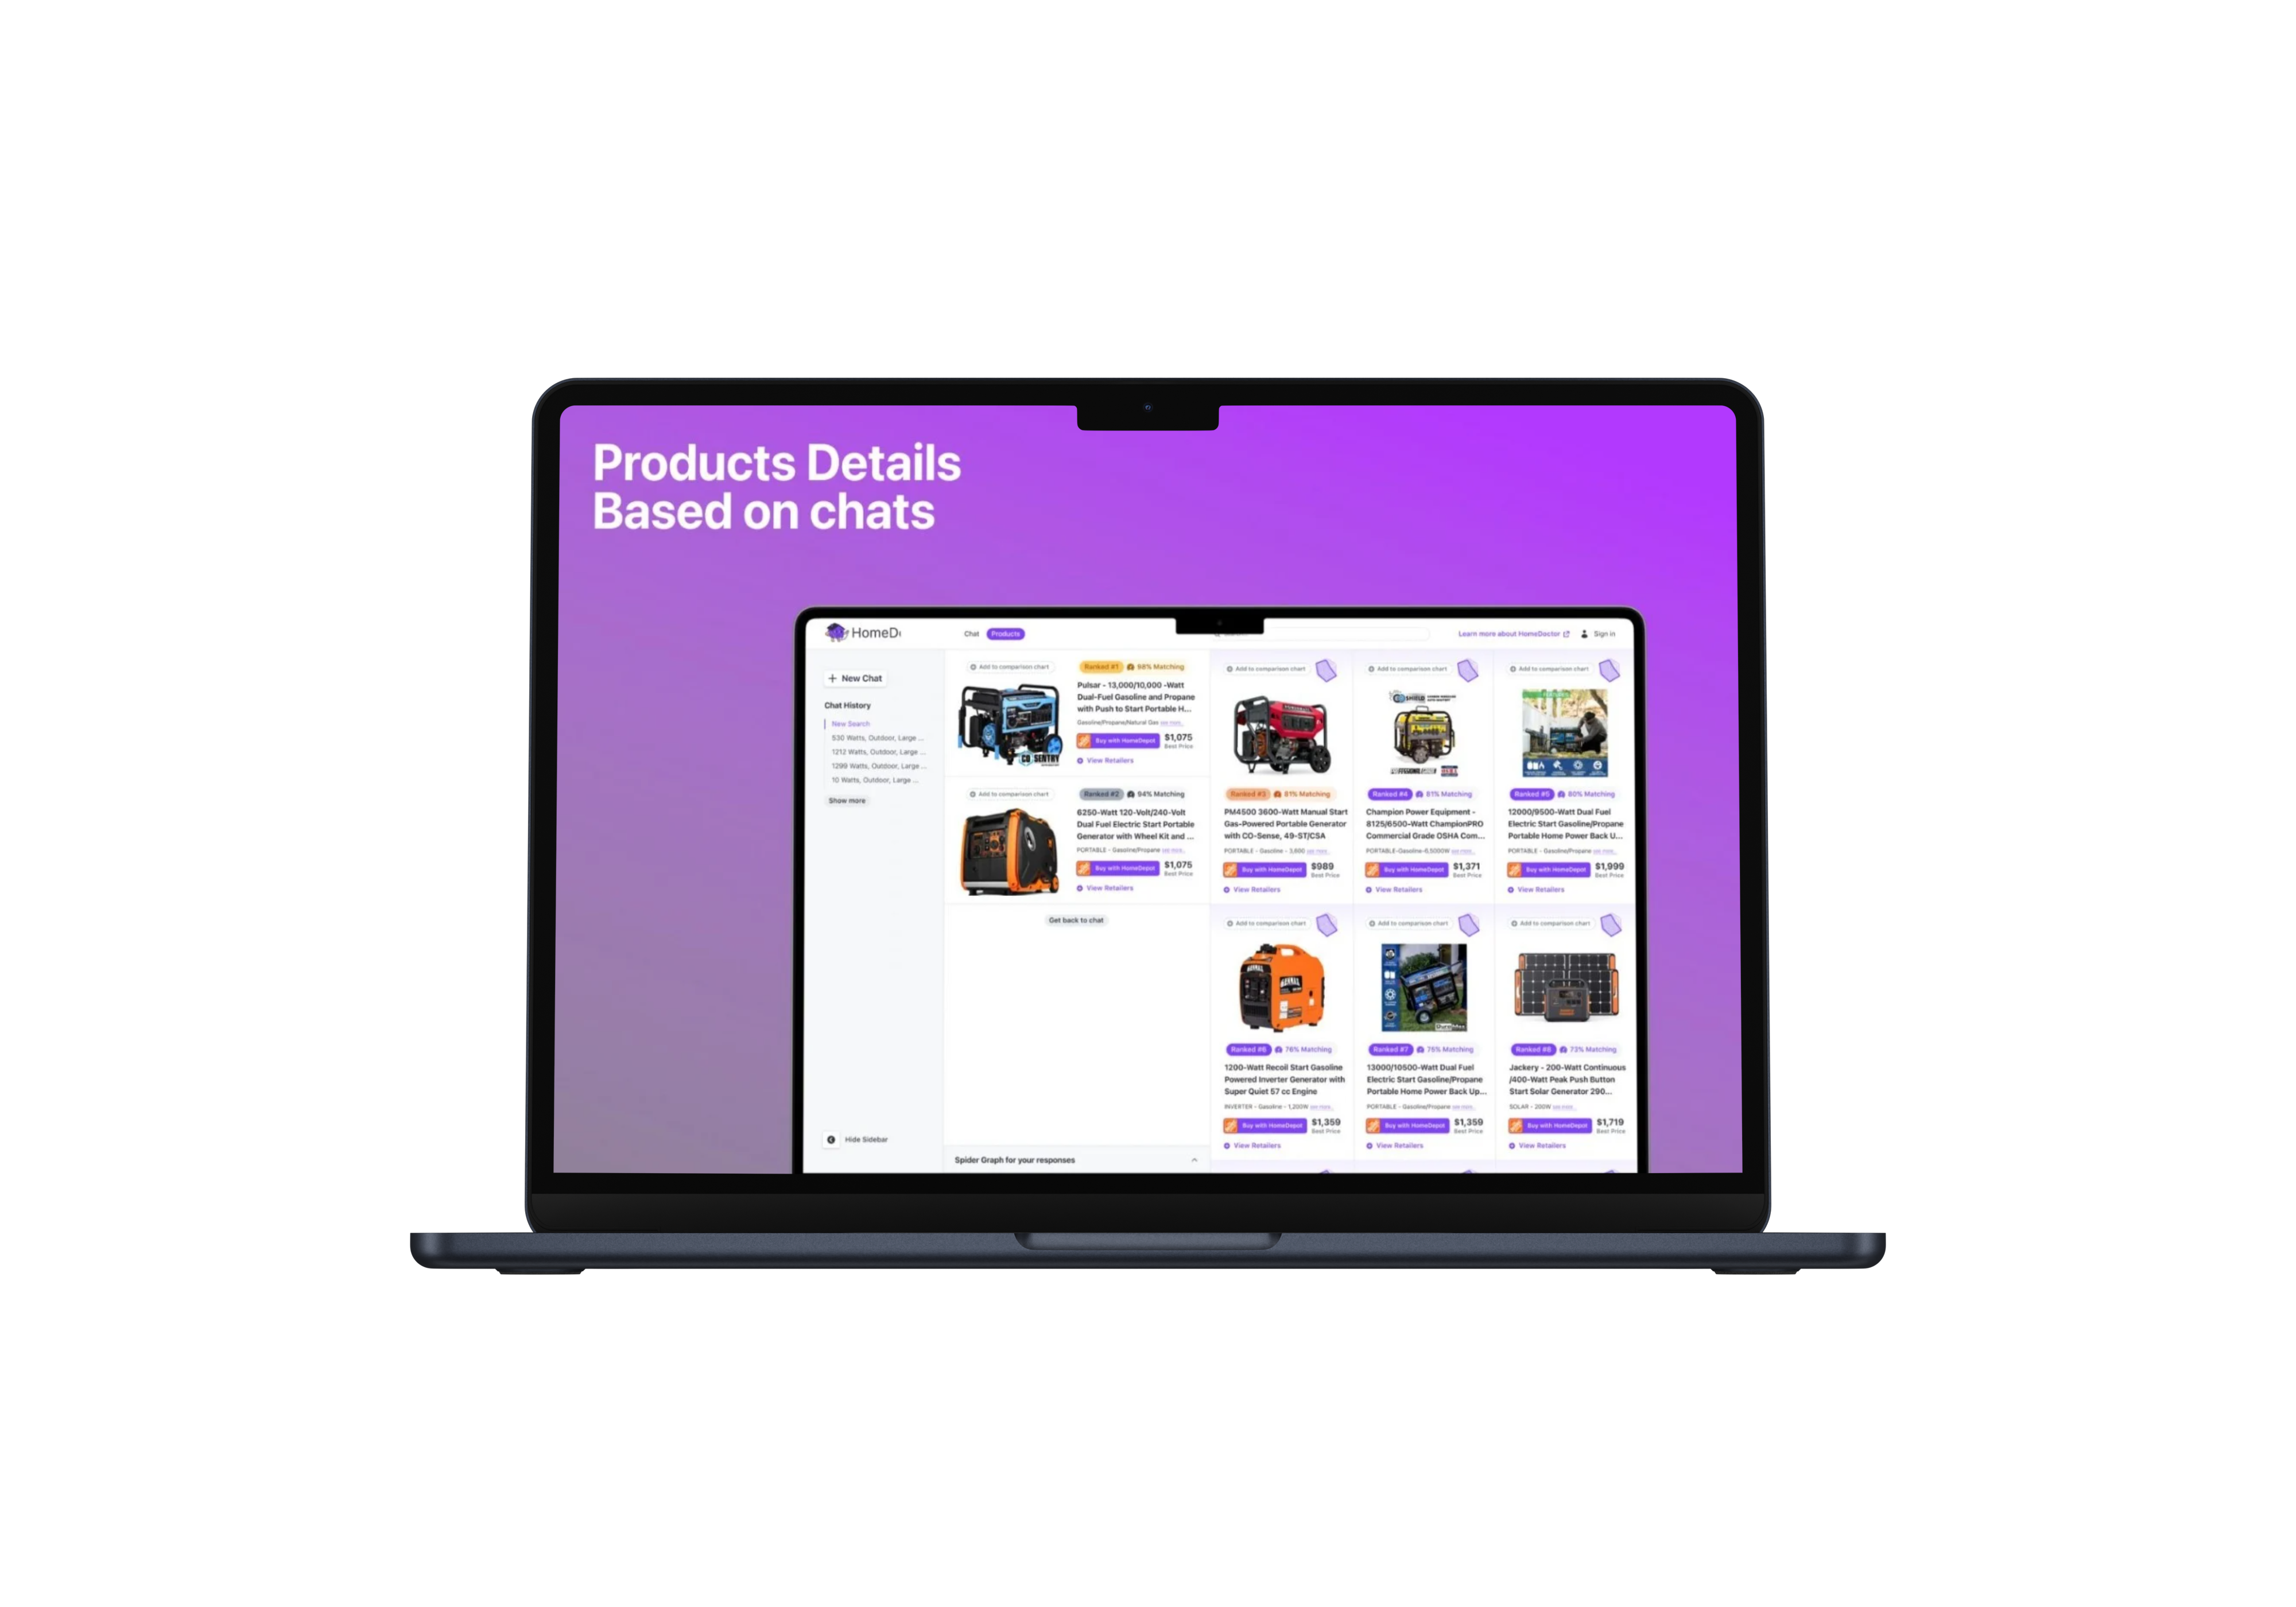 Products Details
Based on chats
HomeDo
Chat
Products
Learn more about HomeDoctor
Sign in
New Chat
Chat History
New Search
530 Watts, Outdoor, Large ...
1212 Watts, Outdoor, Large ...
1299 Watts, Outdoor, Large ...
10 Watts, Outdoor, Large ...
Show more
Hide Sidebar
Add to comparison chart
Ranked #1
98% Matching
Pulsar - 13,000/10,000 -Watt
Dual-Fuel Gasoline and Propane
with Push to Start Portable H...
Gasoline/Propane/Natural Gas see more...
Buy with HomeDepot
$1,075
Best Price
View Retailers
CO SENTRY
Add to comparison chart
Ranked #2
94% Matching
6250-Watt 120-Volt/240-Volt
Dual Fuel Electric Start Portable
Generator with Wheel Kit and ...
PORTABLE - Gasoline/Propane see more...
Buy with HomeDepot
$1,075
Best Price
View Retailers
Get back to chat
Spider Graph for your responses
Add to comparison chart
Ranked #3
81% Matching
PM4500 3600-Watt Manual Start
Gas-Powered Portable Generator
with CO-Sense, 49-ST/CSA
PORTABLE - Gasoline - 3,600 see more...
Buy with HomeDepot
$989
Best Price
View Retailers
Add to comparison chart
CO SHIELD
Ranked #4
81% Matching
Champion Power Equipment -
8125/6500-Watt ChampionPRO
Commercial Grade OSHA Com...
PORTABLE-Gasoline-6,5000W see more...
Buy with HomeDepot
$1,371
Best Price
View Retailers
Add to comparison chart
Ranked #5
80% Matching
12000/9500-Watt Dual Fuel
Electric Start Gasoline/Propane
Portable Home Power Back U...
PORTABLE - Gasoline/Propane see more...
Buy with HomeDepot
$1,999
Best Price
View Retailers
Add to comparison chart
Ranked #6
76% Matching
1200-Watt Recoil Start Gasoline
Powered Inverter Generator with
Super Quiet 57 cc Engine
INVERTER - Gasoline - 1,200W see more...
Buy with HomeDepot
$1,359
Best Price
View Retailers
Add to comparison chart
DuroMax
Ranked #7
75% Matching
13000/10500-Watt Dual Fuel
Electric Start Gasoline/Propane
Portable Home Power Back Up...
PORTABLE - Gasoline/Propane see more...
Buy with HomeDepot
$1,359
Best Price
View Retailers
Add to comparison chart
Ranked #8
73% Matching
Jackery - 200-Watt Continuous
/400-Watt Peak Push Button
Start Solar Generator 290...
SOLAR - 200W see more...
Buy with HomeDepot
$1,719
Best Price
View Retailers